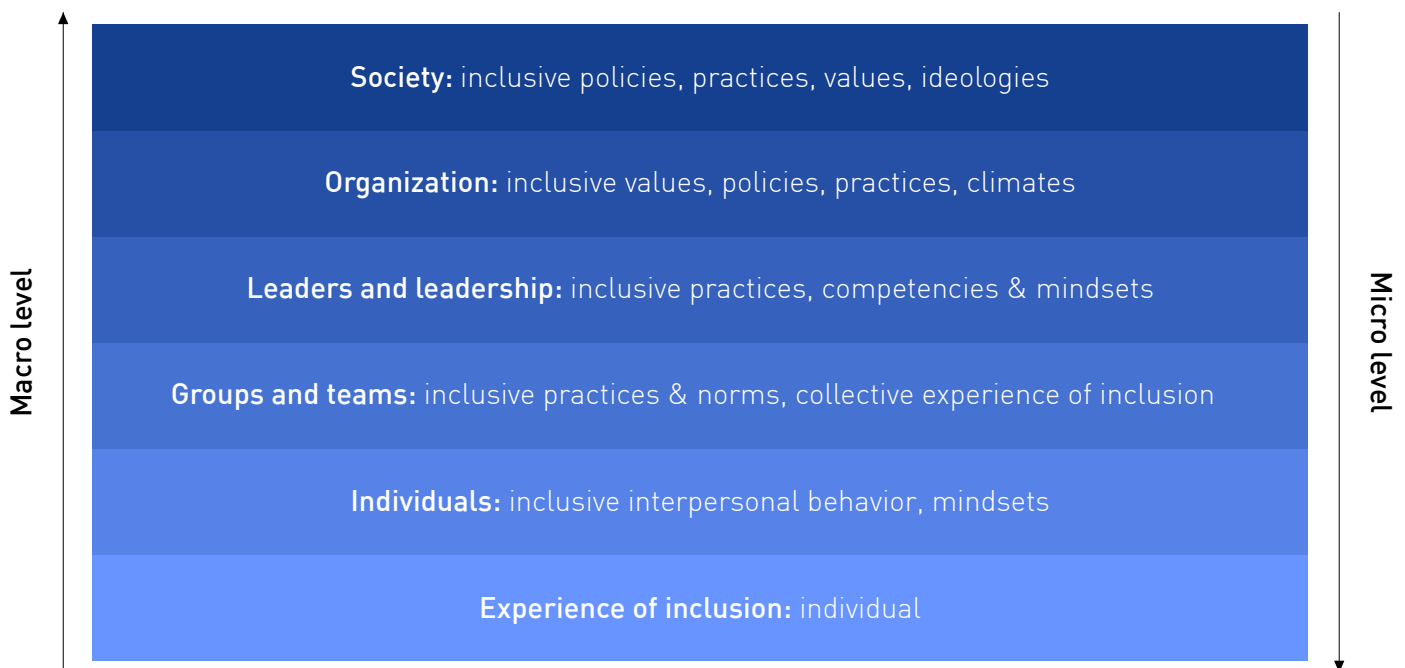 Society: inclusive policies, practices, values, ideologies
Organization: inclusive values, policies, practices, climates
Leaders and leadership: inclusive practices, competencies & mindsets
Groups and teams: inclusive practices & norms, collective experience of inclusion
Individuals: inclusive interpersonal behavior, mindsets
Experience of inclusion: individual
Macro level
Micro level